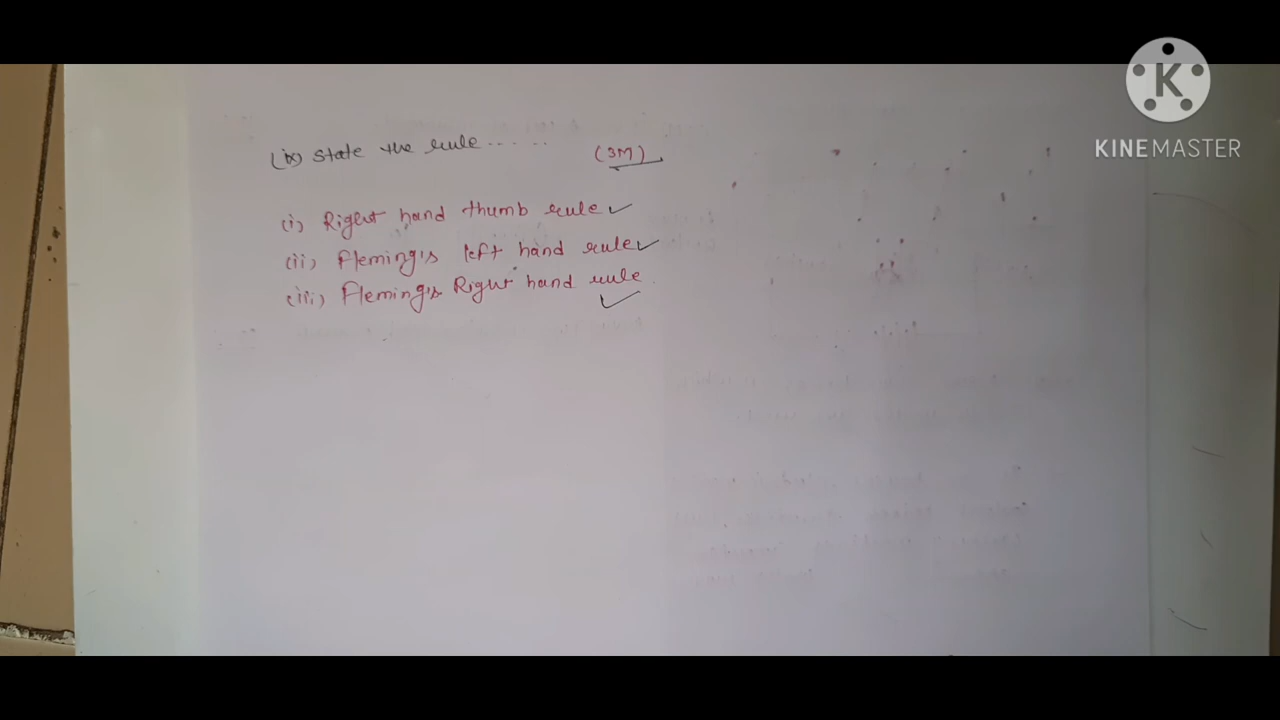 (ix) State the rule......  (3M)
(i) Right hand thumb rule ✓
(ii) Fleming's left hand rule ✓
(iii) Fleming's Right hand rule ✓
K
KINEMASTER